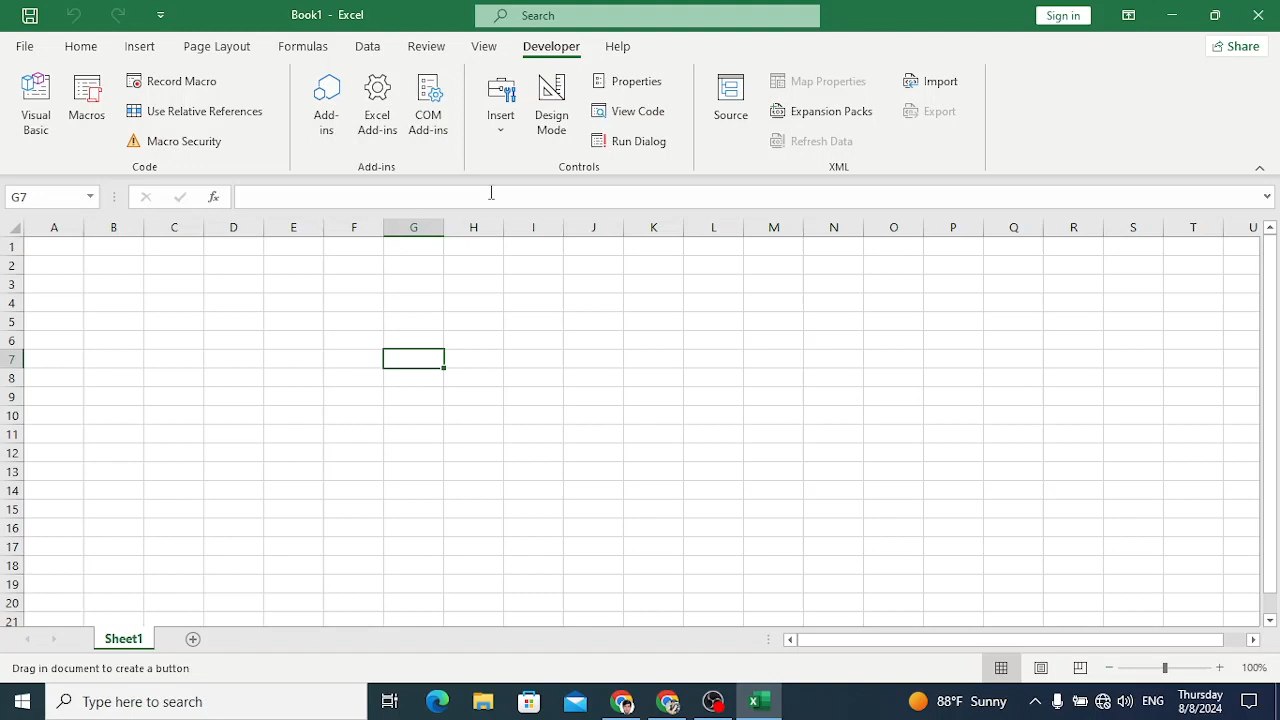 Book1 - Excel
Search
Sign in
File
Home
Insert
Page Layout
Formulas
Data
Review
View
Developer
Help
Share
Visual
Basic
Macros
Record Macro
Use Relative References
Macro Security
Code
Add-
ins
Excel
Add-ins
COM
Add-ins
Add-ins
Insert
Design
Mode
Properties
View Code
Run Dialog
Controls
Source
Map Properties
Expansion Packs
Refresh Data
Import
Export
XML
G7
fx
A B C D E F G H I J K L M N O P Q R S T U
1
2
3
4
5
6
7
8
9
10
11
12
13
14
15
16
17
18
19
20
21
Sheet1
Drag in document to create a button
100%
Type here to search
88°F Sunny
ENG
Thursday
8/8/2024